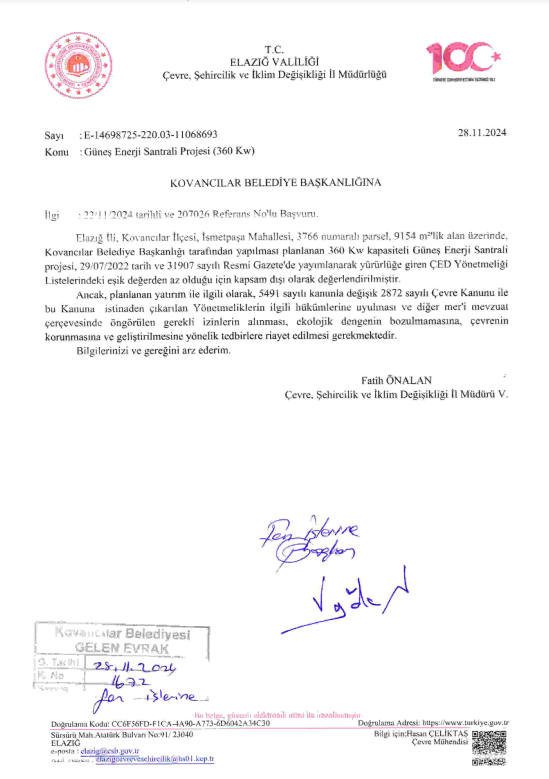 T.C.
ELAZIĞ VALİLİĞİ
Çevre, Şehircilik ve İklim Değişikliği İl Müdürlüğü
100
Sayı : E-14698725-220.03-11068693
28.11.2024
Konu : Güneş Enerji Santrali Projesi (360 Kw)
KOVANCILAR BELEDİYE BAŞKANLIĞINA
İlgi : 22/11/2024 tarihli ve 207026 Referans No'lu Başvuru.
Elazığ İli, Kovancılar İlçesi, İsmetpaşa Mahallesi, 3766 numaralı parsel, 9154 m²'lik alan üzerinde,
Kovancılar Belediye Başkanlığı tarafından yapılması planlanan 360 Kw kapasiteli Güneş Enerji Santrali
projesi, 29/07/2022 tarih ve 31907 sayılı Resmi Gazete'de yayımlanarak yürürlüğe giren ÇED Yönetmeliği
Listelerindeki eşik değerden az olduğu için kapsam dışı olarak değerlendirilmiştir.
Ancak, planlanan yatırım ile ilgili olarak, 5491 sayılı kanunla değişik 2872 sayılı Çevre Kanunu ile
bu Kanuna istinaden çıkarılan Yönetmeliklerin ilgili hükümlerine uyulması ve diğer mer'i mevzuat
çerçevesinde öngörülen gerekli izinlerin alınması, ekolojik dengenin bozulmamasına, çevrenin
korunmasına ve geliştirilmesine yönelik tedbirlere riayet edilmesi gerekmektedir.
Bilgilerinizi ve gereğini arz ederim.
Fatih ÖNALAN
Çevre, Şehircilik ve İklim Değişikliği İl Müdürü V.
Fen işlerine
Kovancılar Belediyesi
GELEN EVRAK
G. Tarihi 28.11.2024
K. No 1672
fen işlerine
Bu belge, güvenli elektronik imza ile imzalanmıştır.
Doğrulama Kodu: CC6F56FD-F1CA-4A90-A773-6D6042A34C30
Doğrulama Adresi: https://www.turkiye.gov.tr
Sürsürü Mah.Atatürk Bulvarı No:91/ 23040
Bilgi için:Hasan ÇELİKTAŞ
ELAZIĞ
Çevre Mühendisi
e-posta : elazig@csb.gov.tr
elazigcevrevesehircilik@hs01.kep.tr